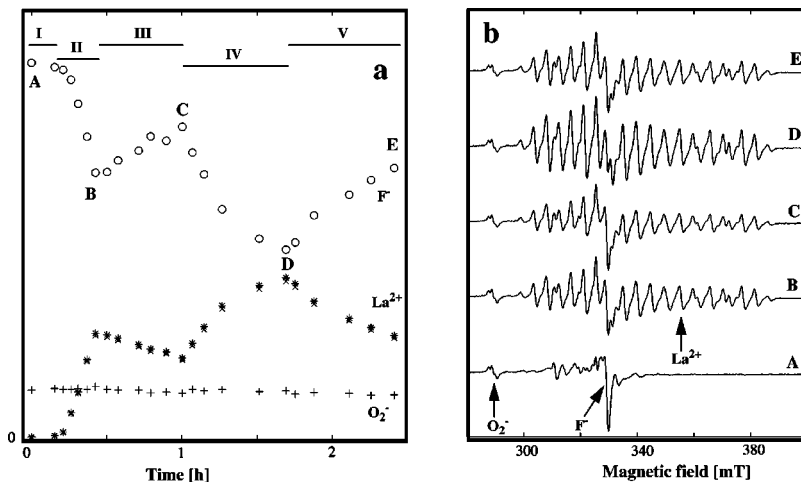 I
II
III
IV
V
a
A
B
C
D
E
F⁻
La²⁺
O₂⁻
0
0
1
2
Time [h]
b
E
D
C
B
A
La²⁺
O₂⁻
F⁻
300
340
380
Magnetic field [mT]